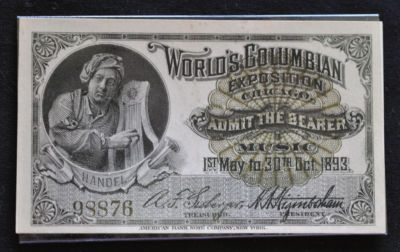 WORLD'S COLUMBIAN
EXPOSITION
CHICAGO
ADMIT THE BEARER
MUSIC
1ST May to 30TH Oct 1893.
HANDEL
98876
TREASURER.
PRESIDENT
AMERICAN BANK NOTE COMPANY, NEW YORK.